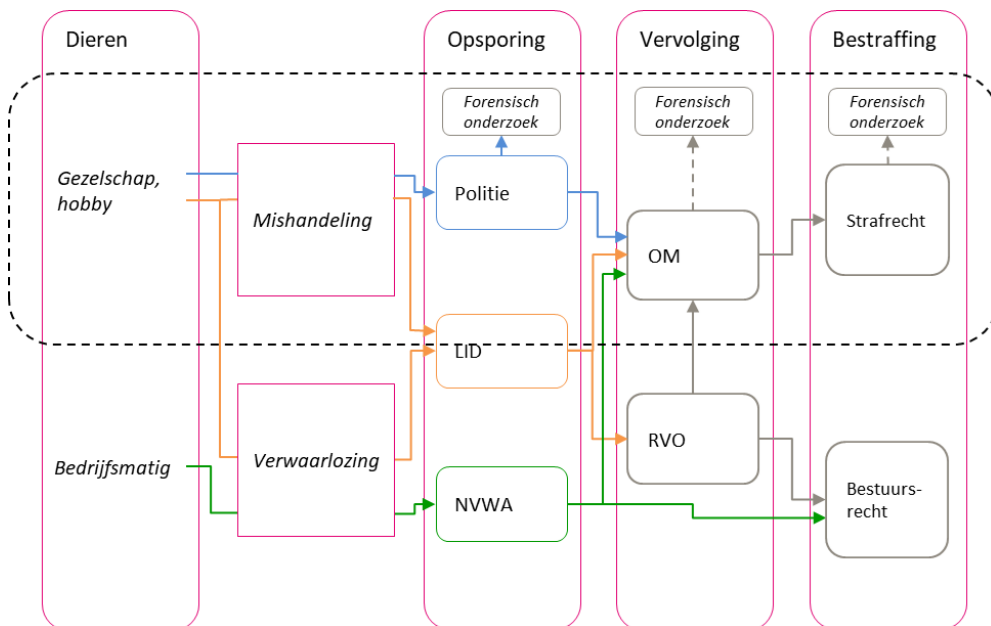 Dieren
Opsporing
Vervolging
Bestraffing
Forensisch
onderzoek
Forensisch
onderzoek
Forensisch
onderzoek
Gezelschap,
hobby
Mishandeling
Politie
OM
Strafrecht
LID
RVO
Bedrijfsmatig
Verwaarlozing
NVWA
Bestuurs-
recht